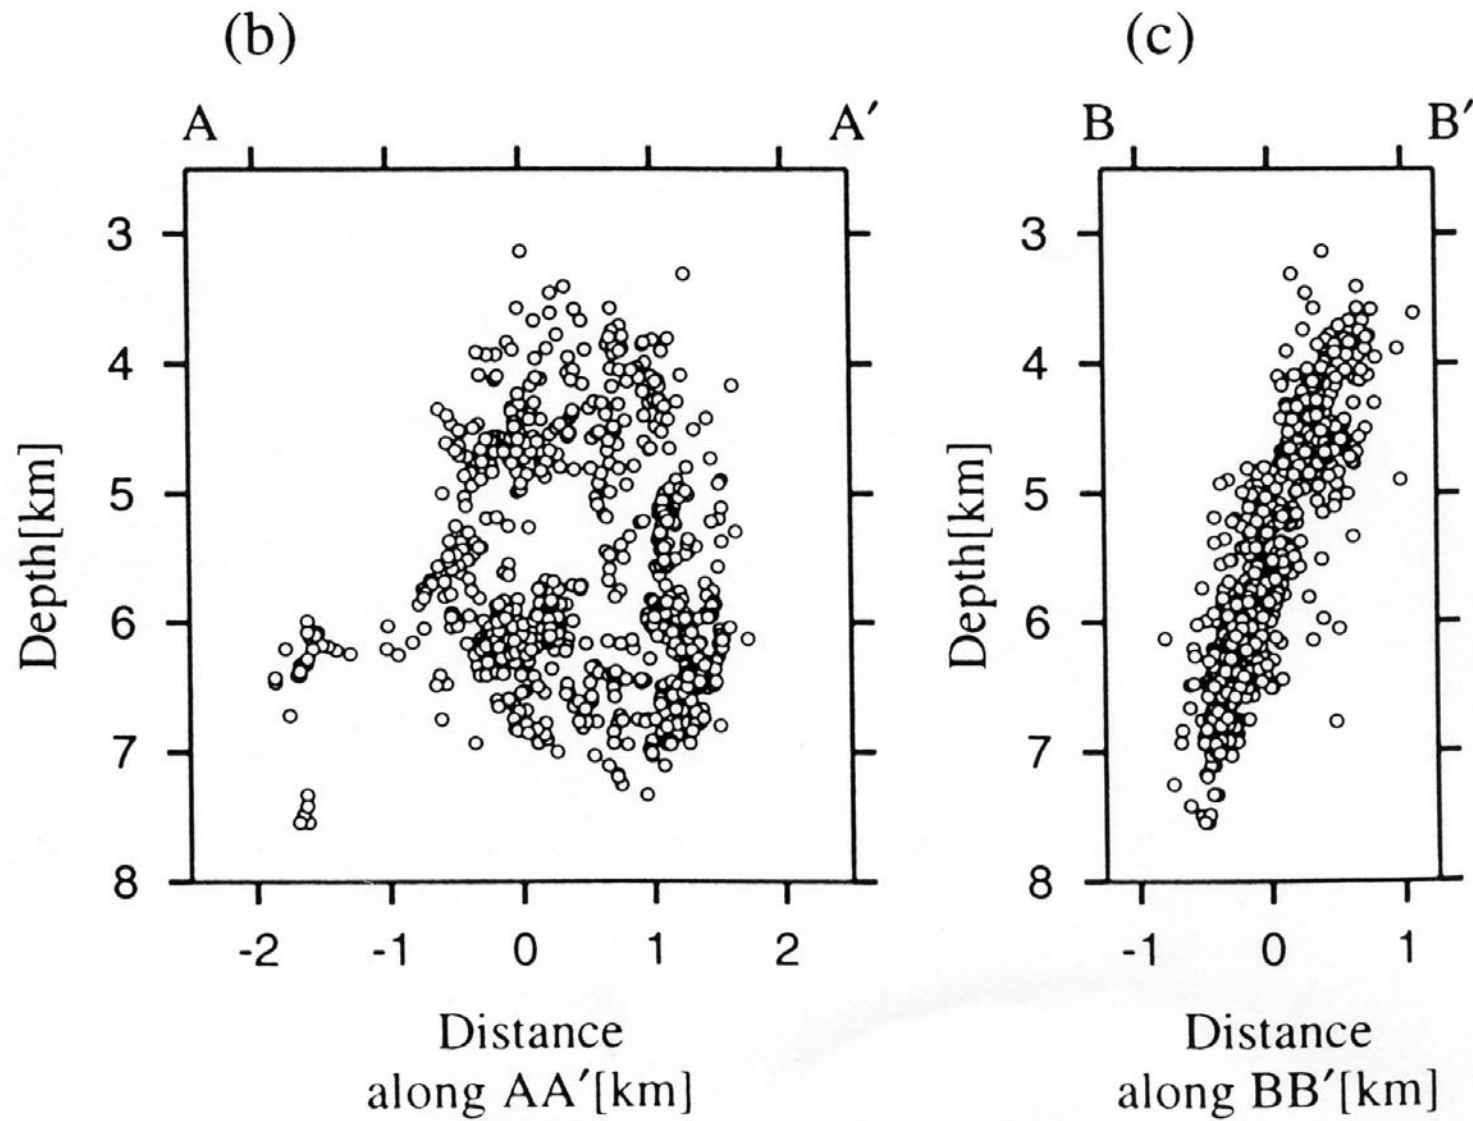 (b)
(c)
A A′
B B′
3
4
5
6
7
8
Depth[km]
-2 -1 0 1 2
Distance
along AA′[km]
3
4
5
6
7
8
Depth[km]
-1 0 1
Distance
along BB′[km]